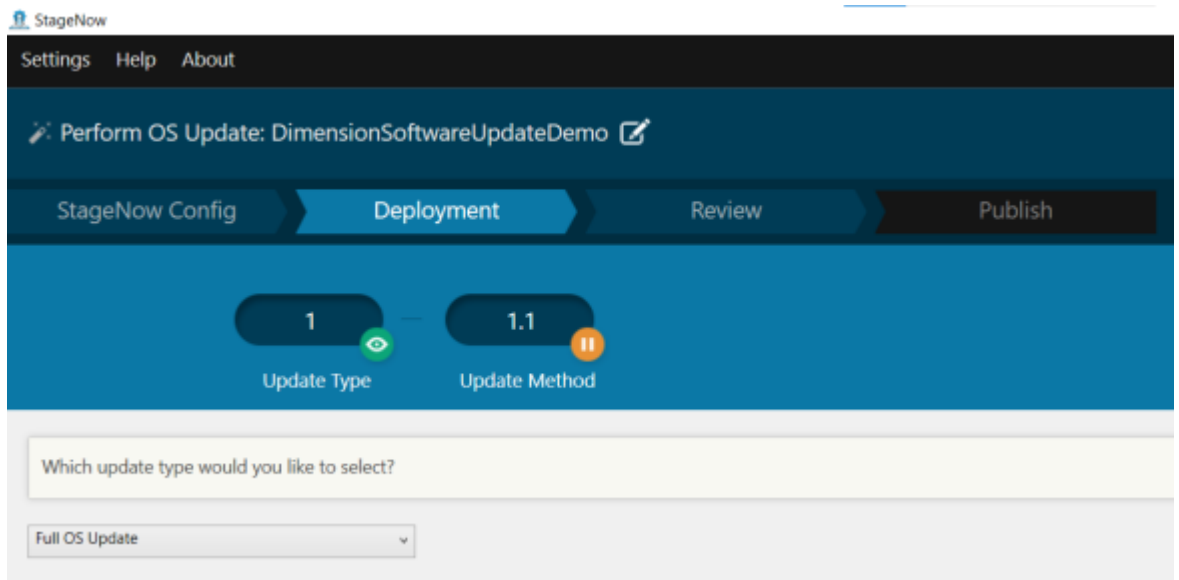 StageNow
Settings Help About
Perform OS Update: DimensionSoftwareUpdateDemo
StageNow Config Deployment Review Publish
1 1.1
Update Type Update Method
Which update type would you like to select?
Full OS Update